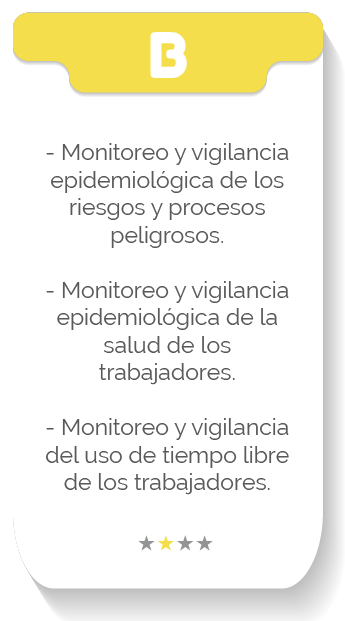 B
- Monitoreo y vigilancia
epidemiológica de los
riesgos y procesos
peligrosos.
- Monitoreo y vigilancia
epidemiológica de la
salud de los
trabajadores.
- Monitoreo y vigilancia
del uso de tiempo libre
de los trabajadores.